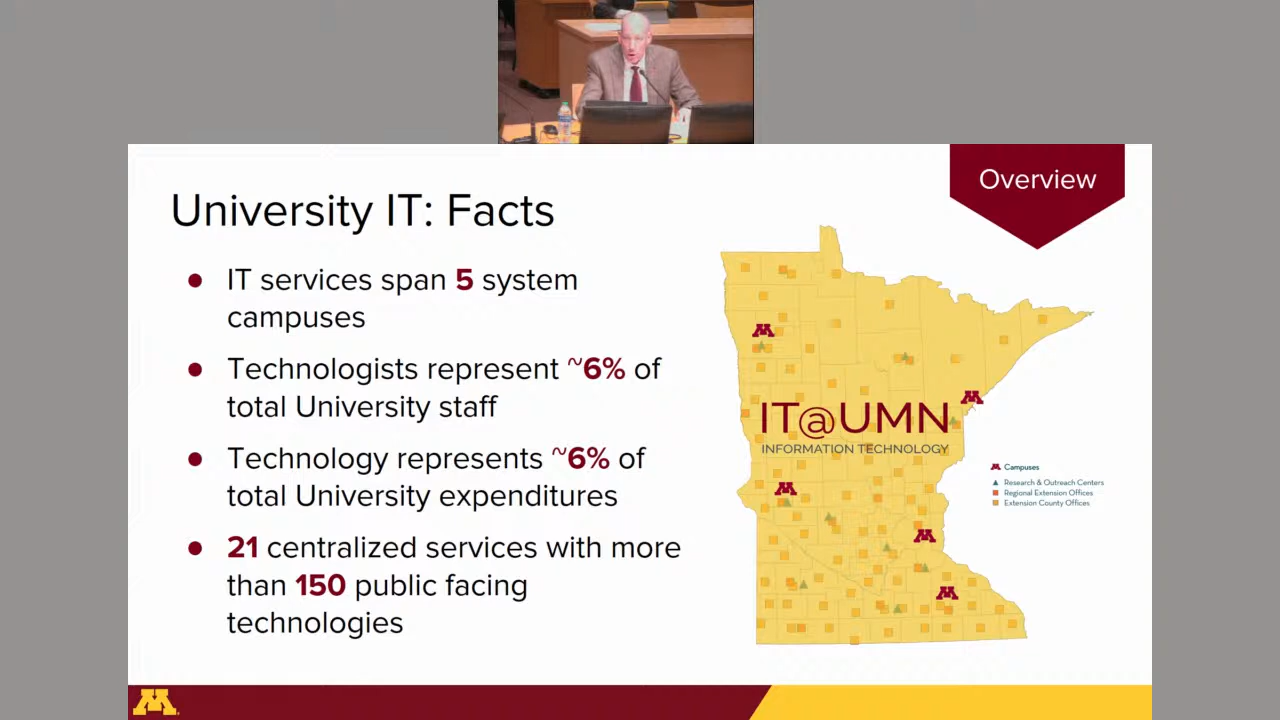 Overview
University IT: Facts
● IT services span 5 system
campuses
● Technologists represent ~6% of
total University staff
● Technology represents ~6% of
total University expenditures
● 21 centralized services with more
than 150 public facing
technologies
IT@UMN
INFORMATION TECHNOLOGY
Campuses
Research & Outreach Centers
Regional Extension Offices
Extension County Offices